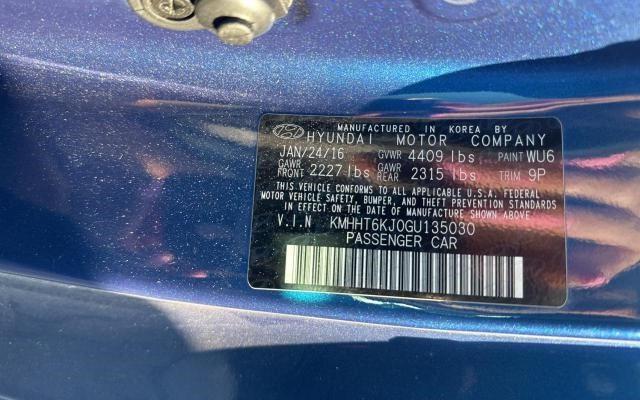 MANUFACTURED IN KOREA BY
HYUNDAI MOTOR COMPANY
JAN/24/16 GVWR 4409 lbs PAINT WU6
GAWR FRONT 2227 lbs GAWR REAR 2315 lbs TRIM 9P
THIS VEHICLE CONFORMS TO ALL APPLICABLE U.S.A. FEDERAL
MOTOR VEHICLE SAFETY, BUMPER, AND THEFT PREVENTION STANDARDS
IN EFFECT ON THE DATE OF MANUFACTURE SHOWN ABOVE.
V.I.N KMHHT6KJ0GU135030
PASSENGER CAR